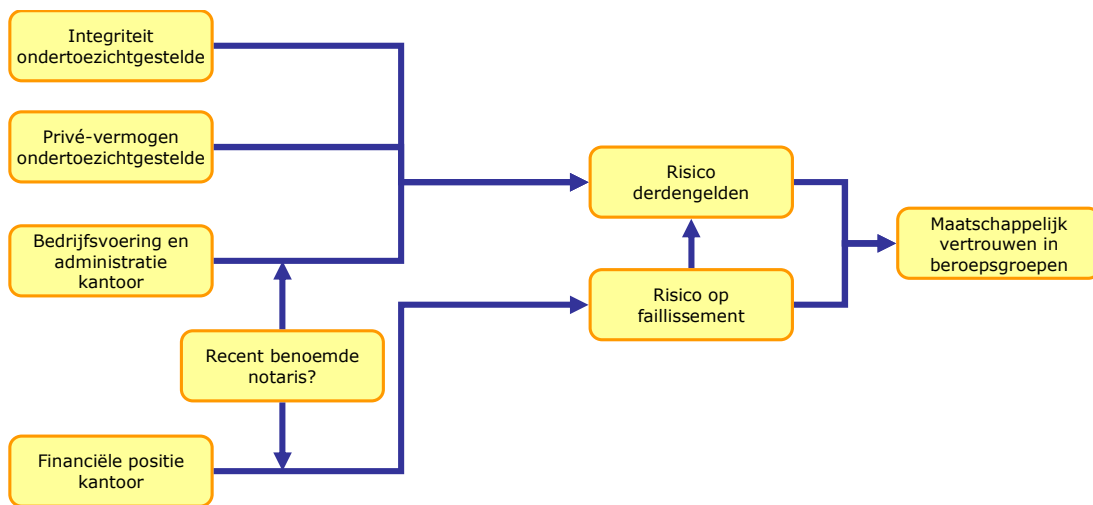 Integriteit
ondertoezichtgestelde
Privé-vermogen
ondertoezichtgestelde
Bedrijfsvoering en
administratie
kantoor
Recent benoemde
notaris?
Financiële positie
kantoor
Risico
derdengelden
Risico op
faillissement
Maatschappelijk
vertrouwen in
beroepsgroepen